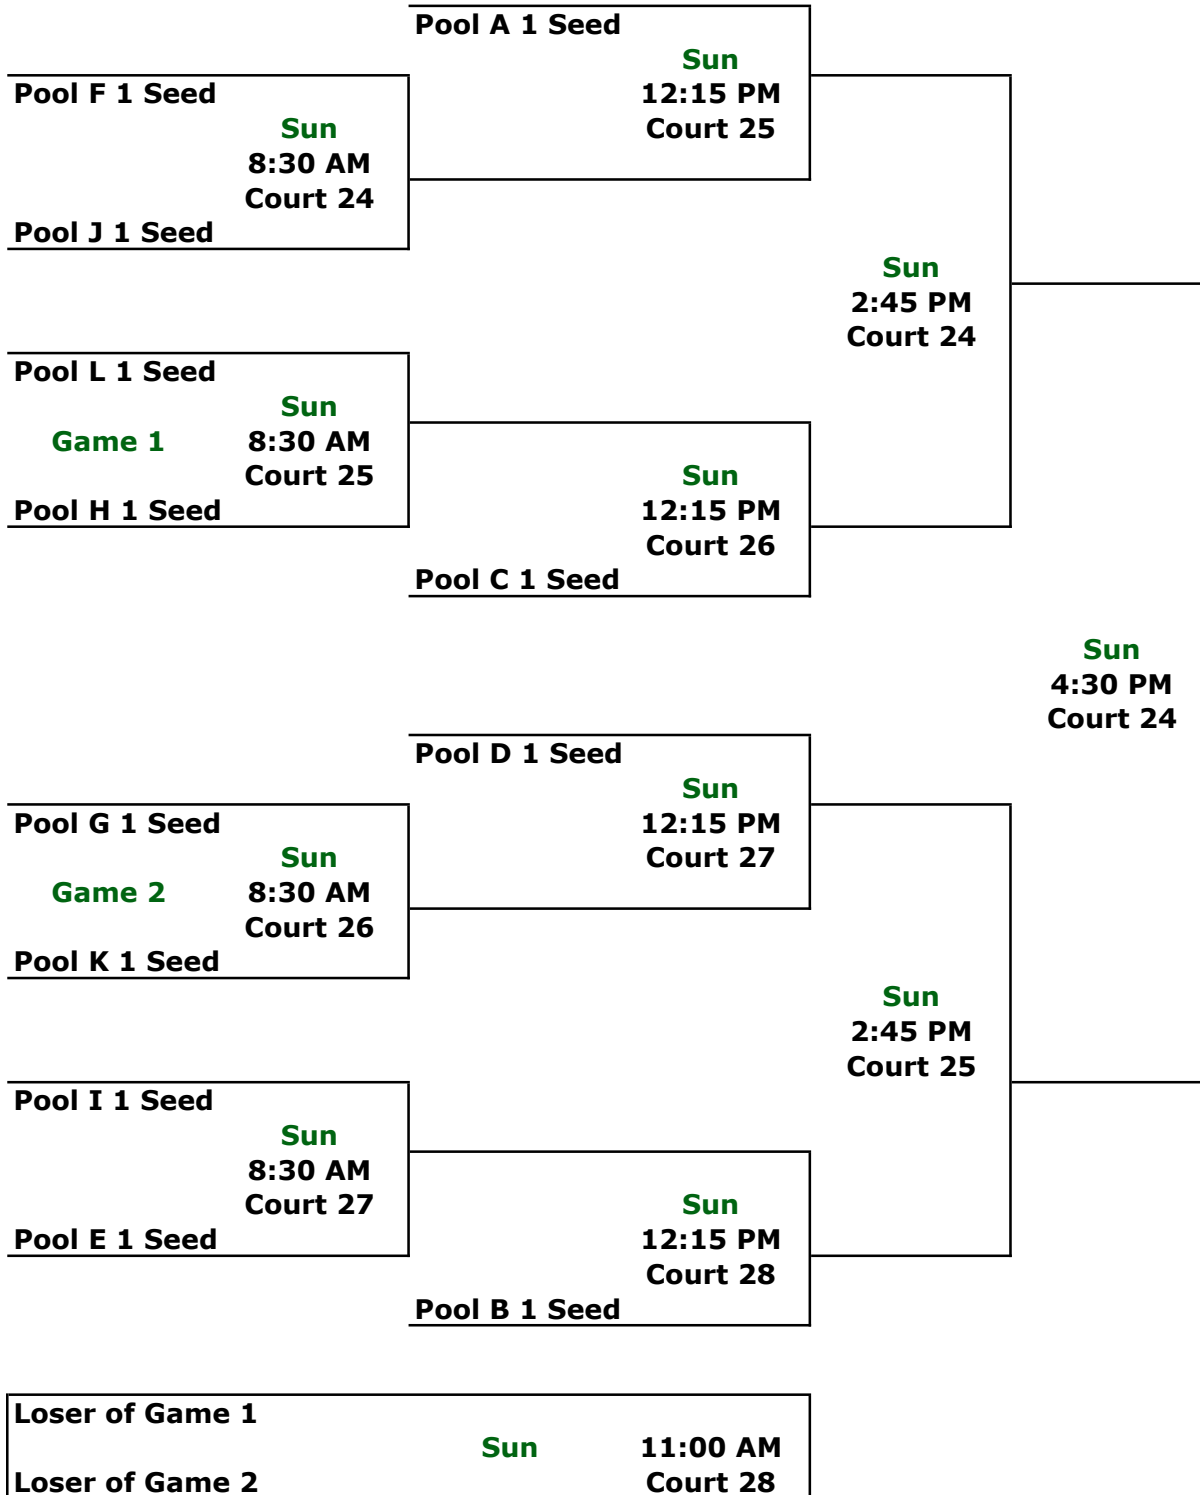 Pool A 1 Seed
Sun
12:15 PM
Court 25
Pool F 1 Seed
Sun
8:30 AM
Court 24
Pool J 1 Seed
Sun
2:45 PM
Court 24
Pool L 1 Seed
Sun
Game 1 8:30 AM
Court 25
Pool H 1 Seed
Sun
12:15 PM
Court 26
Pool C 1 Seed
Sun
4:30 PM
Court 24
Pool D 1 Seed
Sun
12:15 PM
Court 27
Pool G 1 Seed
Sun
Game 2 8:30 AM
Court 26
Pool K 1 Seed
Sun
2:45 PM
Court 25
Pool I 1 Seed
Sun
8:30 AM
Court 27
Pool E 1 Seed
Sun
12:15 PM
Court 28
Pool B 1 Seed
Loser of Game 1
Sun 11:00 AM
Loser of Game 2 Court 28